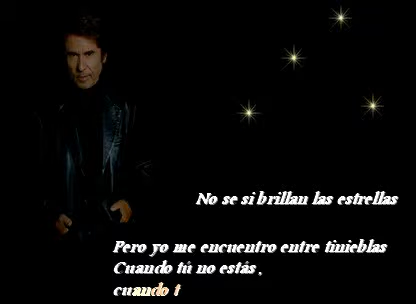 No se si brillan las estrellas
Pero yo me encuentro entre tinieblas
Cuando tú no estás ,
cuando t